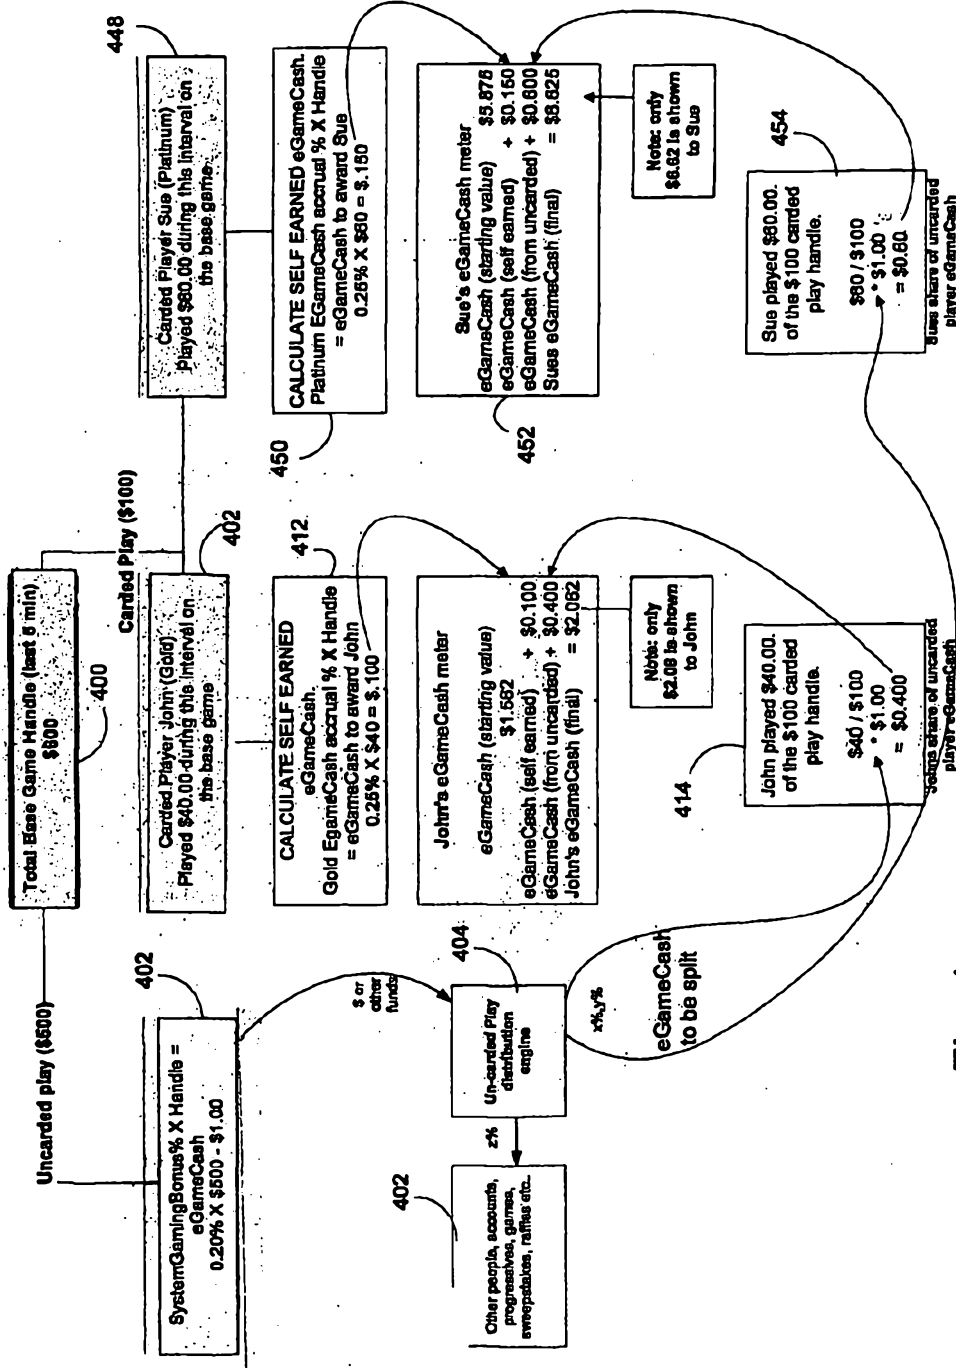 Total Base Game Handle (last 5 min)
$600
400
Uncarded play ($500)
Carded Play ($100)
402
SystemGamingBonus% X Handle =
eGameCash
0.20% X $500 - $1.00
Carded Player John (Gold)
Played $40.00 during this interval on
the base game
402
Carded Player Sue (Platinum)
Played $60.00 during this interval on
the base game
448
CALCULATE SELF EARNED
eGameCash.
Gold EgameCash accrual % X Handle
= eGameCash to award John
0.25% X $40 = $.100
412
CALCULATE SELF EARNED eGameCash.
Platinum EGameCash accrual % X Handle
= eGameCash to award Sue
0.25% X $60 = $.150
450
$ or
other
funds
Un-carded Play
distribution
engine
404
John's eGameCash meter
eGameCash (starting value)
$1.562
eGameCash (self earned) + $0.100
eGameCash (from uncarded) + $0.400
John's eGameCash (final) = $2.062
Sue's eGameCash meter
eGameCash (starting value) $5.875
eGameCash (self earned) + $0.150
eGameCash (from uncarded) + $0.600
Sues eGameCash (final) = $6.625
452
Note: only
$2.06 is shown
to John
Note: only
$6.62 is shown
to Sue
z%
402
Other people, accounts,
progressives, games,
sweepstakes, raffles etc..
x%,y%
eGameCash
to be split
414
John played $40.00.
of the $100 carded
play handle.
$40 / $100
* $1.00
= $0.400
Johns share of uncarded
player eGameCash
454
Sue played $60.00.
of the $100 carded
play handle.
$60 / $100
* $1.00
= $0.60
Sues share of uncarded
player eGameCash